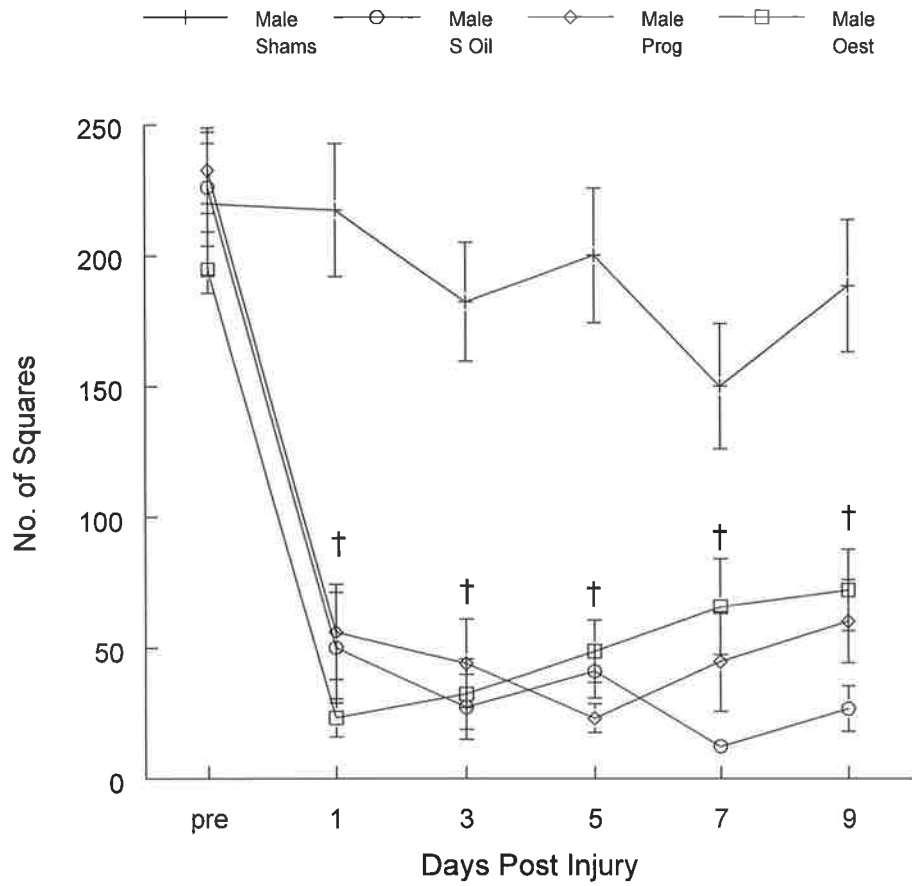 Male Male Male Male
Shams S Oil Prog Oest
250
200
150
100
50
0
No. of Squares
† † † † †
pre 1 3 5 7 9
Days Post Injury